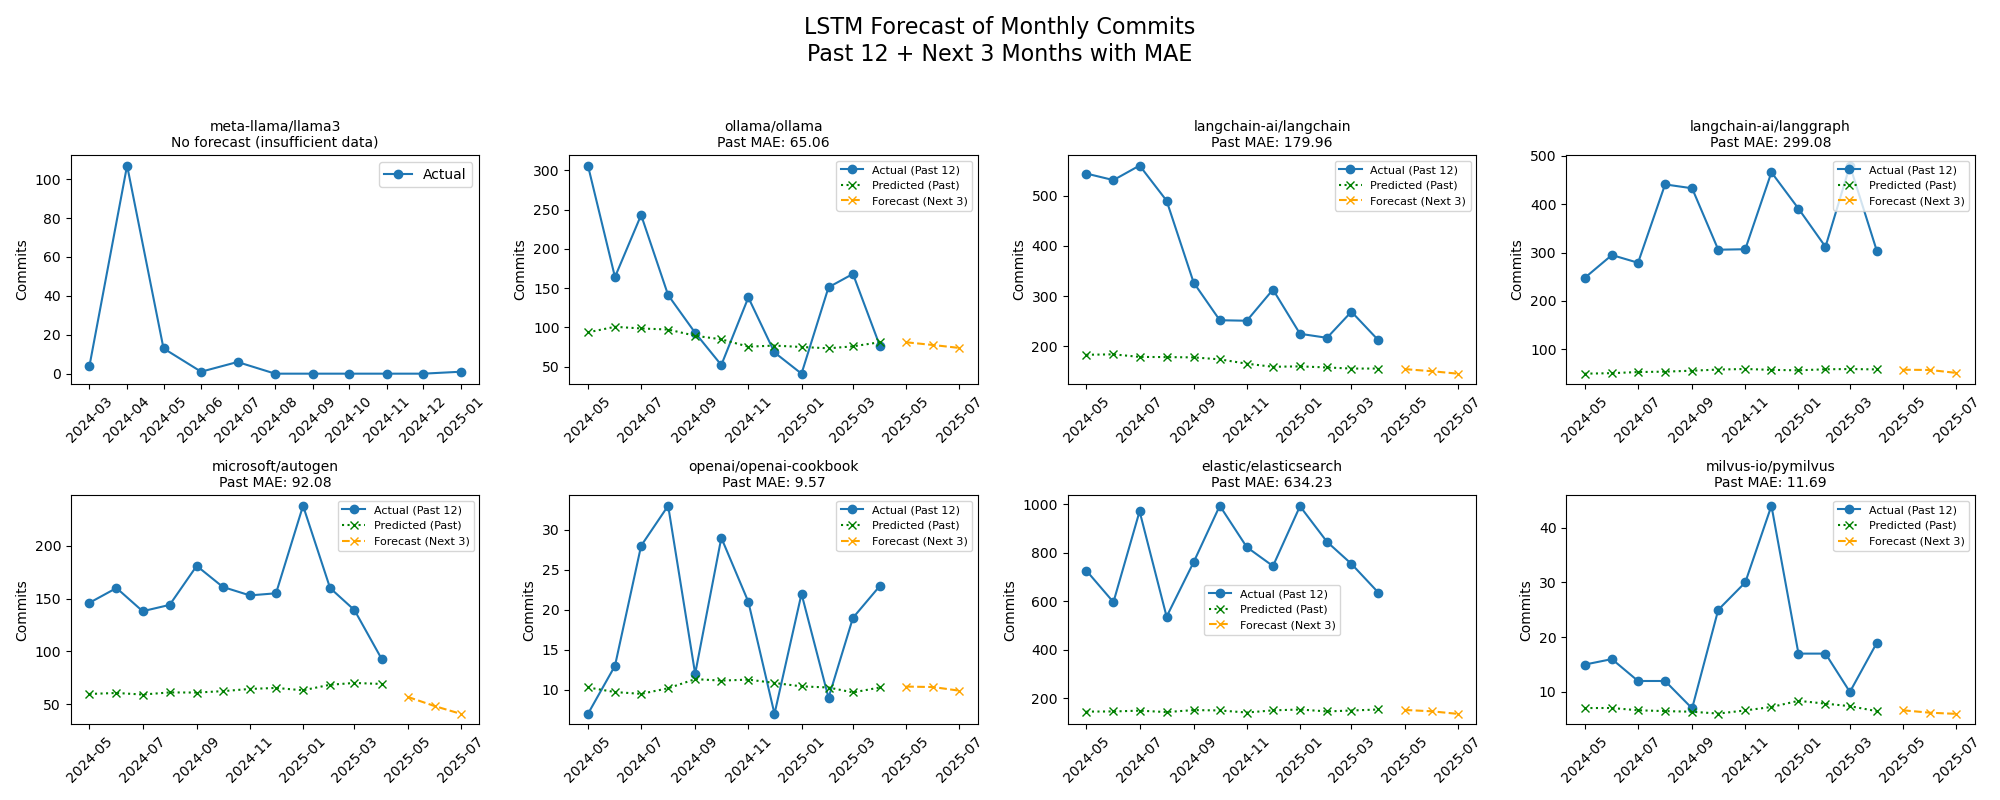 LSTM Forecast of Monthly Commits
Past 12 + Next 3 Months with MAE
meta-llama/llama3
No forecast (insufficient data)
Commits
100
80
60
40
20
0
Actual
2024-03
2024-04
2024-05
2024-06
2024-07
2024-08
2024-09
2024-10
2024-11
2024-12
2025-01
ollama/ollama
Past MAE: 65.06
Commits
300
250
200
150
100
50
Actual (Past 12)
Predicted (Past)
Forecast (Next 3)
2024-05
2024-07
2024-09
2024-11
2025-01
2025-03
2025-05
2025-07
langchain-ai/langchain
Past MAE: 179.96
Commits
500
400
300
200
Actual (Past 12)
Predicted (Past)
Forecast (Next 3)
2024-05
2024-07
2024-09
2024-11
2025-01
2025-03
2025-05
2025-07
langchain-ai/langgraph
Past MAE: 299.08
Commits
500
400
300
200
100
Actual (Past 12)
Predicted (Past)
Forecast (Next 3)
2024-05
2024-07
2024-09
2024-11
2025-01
2025-03
2025-05
2025-07
microsoft/autogen
Past MAE: 92.08
Commits
200
150
100
50
Actual (Past 12)
Predicted (Past)
Forecast (Next 3)
2024-05
2024-07
2024-09
2024-11
2025-01
2025-03
2025-05
2025-07
openai/openai-cookbook
Past MAE: 9.57
Commits
30
25
20
15
10
Actual (Past 12)
Predicted (Past)
Forecast (Next 3)
2024-05
2024-07
2024-09
2024-11
2025-01
2025-03
2025-05
2025-07
elastic/elasticsearch
Past MAE: 634.23
Commits
1000
800
600
400
200
Actual (Past 12)
Predicted (Past)
Forecast (Next 3)
2024-05
2024-07
2024-09
2024-11
2025-01
2025-03
2025-05
2025-07
milvus-io/pymilvus
Past MAE: 11.69
Commits
40
30
20
10
Actual (Past 12)
Predicted (Past)
Forecast (Next 3)
2024-05
2024-07
2024-09
2024-11
2025-01
2025-03
2025-05
2025-07